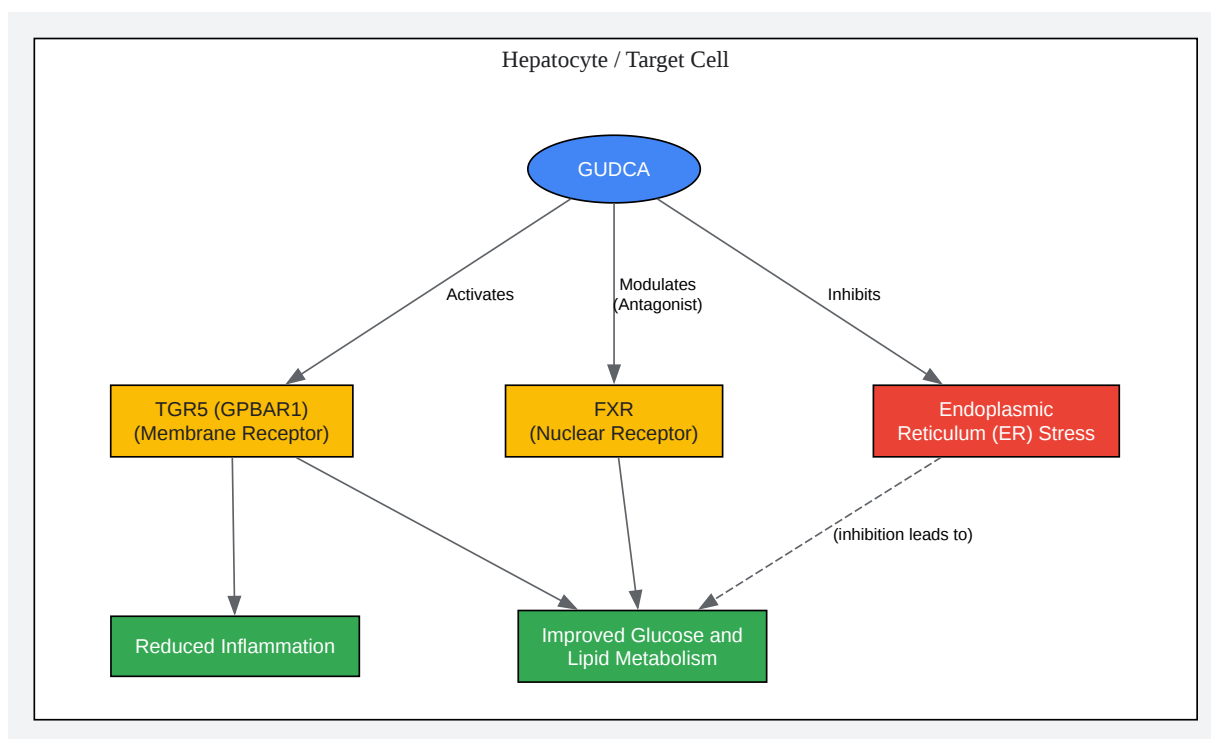 Hepatocyte / Target Cell
GUDCA
Activates
Modulates
(Antagonist)
Inhibits
TGR5 (GPBAR1)
(Membrane Receptor)
FXR
(Nuclear Receptor)
Endoplasmic
Reticulum (ER) Stress
(inhibition leads to)
Reduced Inflammation
Improved Glucose and
Lipid Metabolism